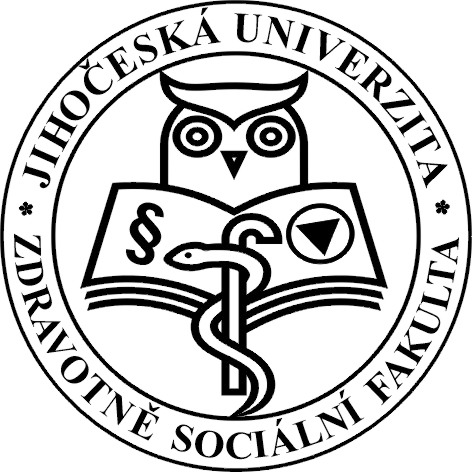 JIHOČESKÁ UNIVERZITA
§
* ZDRAVOTNĚ SOCIÁLNÍ FAKULTA *